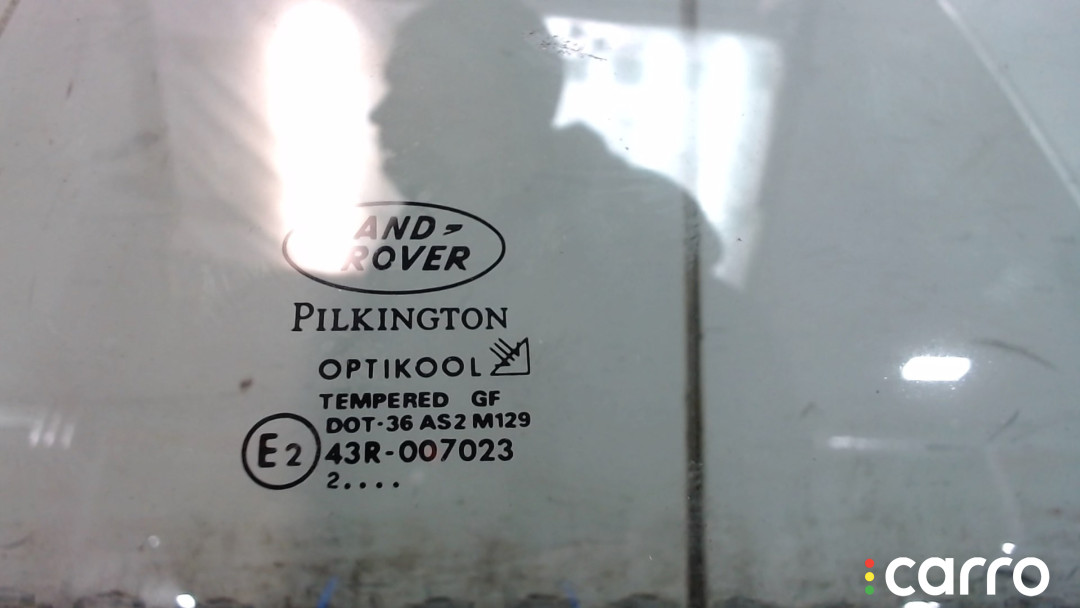 LAND-
ROVER
PILKINGTON
OPTIKOOL
TEMPERED GF
DOT-36 AS2 M129
E2
43R-007023
2....
carro